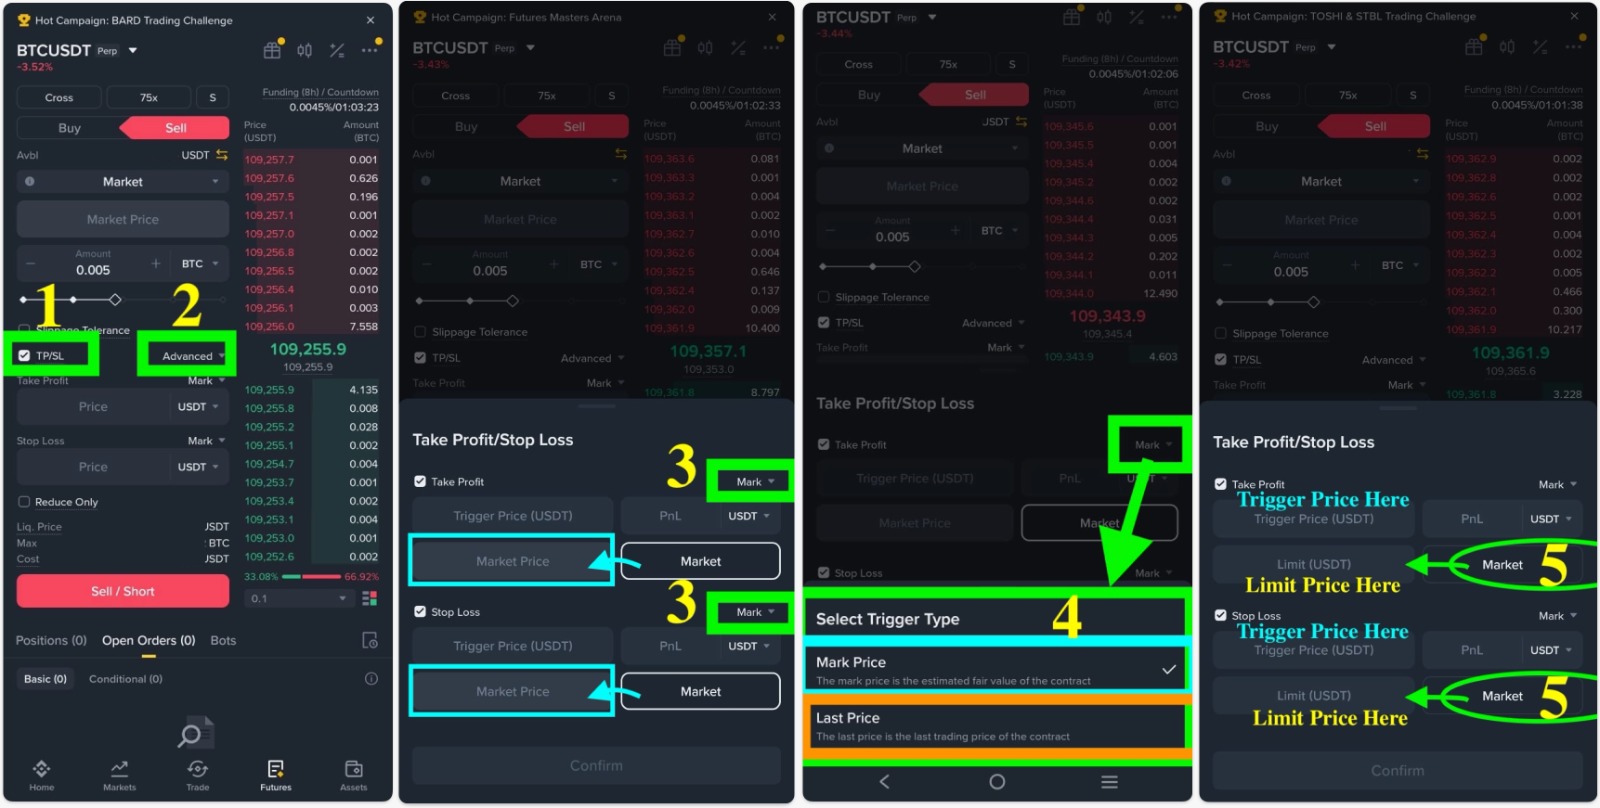 Hot Campaign: BARD Trading Challenge
BTCUSDT Perp
-3.52%
Cross 75x S
Funding (8h) / Countdown
0.0045%/01:03:23
Buy Sell
Price (USDT) Amount (BTC)
Avbl USDT
Market
Market Price
Amount
0.005 BTC
109,257.7 0.001
109,257.6 0.626
109,257.5 0.196
109,257.1 0.001
109,257.0 0.002
109,256.8 0.002
109,256.5 0.002
109,256.4 0.010
109,256.1 0.003
109,256.0 7.558
1 2
Slippage Tolerance
TP/SL Advanced
109,255.9
109,255.9
Take Profit Mark
Price USDT
Stop Loss Mark
Price USDT
Reduce Only
Liq. Price JSDT
Max BTC
Cost USDT
109,255.9 4.135
109,255.8 0.008
109,255.2 0.028
109,255.1 0.002
109,254.7 0.004
109,253.7 0.001
109,253.4 0.002
109,253.1 0.004
109,253.0 0.001
109,252.6 0.002
33.08% 66.92%
0.1
Sell / Short
Positions (0) Open Orders (0) Bots
Basic (0) Conditional (0)
Home Markets Trade Futures Assets
Hot Campaign: Futures Masters Arena
BTCUSDT Perp
-3.43%
Cross 75x S
Funding (8h) / Countdown
0.0045%/01:02:33
Buy Sell
Price (USDT) Amount (BTC)
Avbl
Market
Market Price
Amount
0.005 BTC
109,363.6 0.081
109,363.3 0.001
109,363.2 0.004
109,363.1 0.002
109,362.7 0.010
109,362.6 0.004
109,362.5 0.646
109,362.4 0.137
109,362.0 0.009
109,361.9 10.400
Slippage Tolerance
TP/SL Advanced
109,357.1
109,353.0
Take Profit Mark
109,361.8 8.797
Take Profit/Stop Loss
3
Take Profit Mark
Trigger Price (USDT) PnL USDT
Market Price Market
3
Stop Loss Mark
Trigger Price (USDT) PnL USDT
Market Price Market
Confirm
BTCUSDT Perp
-3.44%
Cross 75x S
Funding (8h) / Countdown
0.0045%/01:02:06
Buy Sell
Price (USDT) Amount (BTC)
Avbl JSDT
Market
Market Price
Amount
0.005 BTC
109,345.6 0.001
109,345.5 0.001
109,345.4 0.004
109,345.2 0.002
109,344.6 0.002
109,344.4 0.031
109,344.3 0.005
109,344.2 0.202
109,344.1 0.011
109,344.0 12.490
Slippage Tolerance
TP/SL Advanced
109,343.9
109,345.4
Take Profit Mark
109,343.9 4.603
Take Profit/Stop Loss
Take Profit Mark
Trigger Price (USDT) PnL
Market Price Market
Stop Loss Mark
Select Trigger Type 4
Mark Price
The mark price is the estimated fair value of the contract
Last Price
The last price is the last trading price of the contract
Hot Campaign: TOSHI & STBL Trading Challenge
BTCUSDT Perp
-3.42%
Cross 75x S
Funding (8h) / Countdown
0.0045%/01:01:38
Buy Sell
Price (USDT) Amount (BTC)
Avbl
Market
Market Price
Amount
0.005 BTC
109,362.9 0.002
109,362.8 0.002
109,362.6 0.002
109,362.5 0.001
109,362.4 0.004
109,362.3 0.002
109,362.2 0.005
109,362.1 0.466
109,362.0 0.300
109,361.9 10.217
Slippage Tolerance
TP/SL Advanced
109,361.9
109,365.6
Take Profit Mark
109,361.8 3.228
Take Profit/Stop Loss
Take Profit Mark
Trigger Price Here
Trigger Price (USDT) PnL USDT
Limit (USDT) Market 5
Limit Price Here
Stop Loss Mark
Trigger Price Here
Trigger Price (USDT) PnL USDT
Limit (USDT) Market 5
Limit Price Here
Confirm